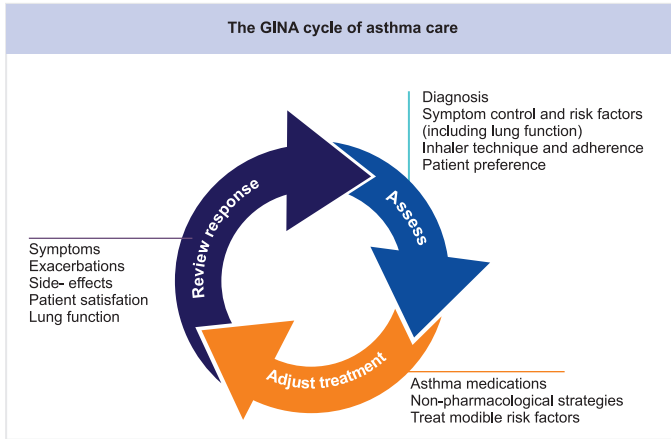 The GINA cycle of asthma care
Diagnosis
Symptom control and risk factors
(including lung function)
Inhaler technique and adherence
Patient preference
Assess
Review response
Symptoms
Exacerbations
Side- effects
Patient satisfation
Lung function
Adjust treatment
Asthma medications
Non-pharmacological strategies
Treat modible risk factors